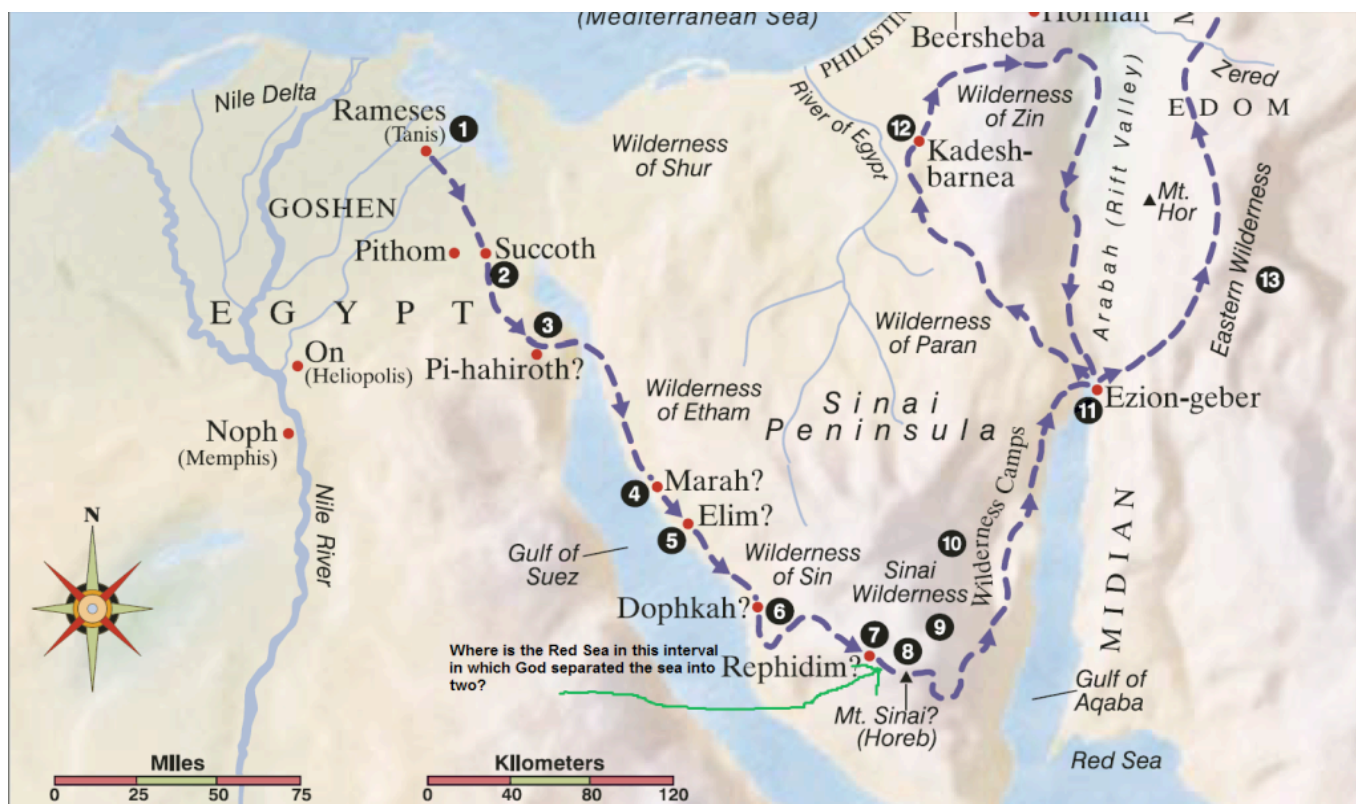 (Mediterranean Sea)
Hormah
M
Beersheba
PHILISTIN
Zered
Nile Delta
Rameses
(Tanis)
1
River of Egypt
Wilderness
of Zin
E D O M
12
Kadesh-
barnea
Wilderness
of Shur
Arabah (Rift Valley)
Mt.
Hor
GOSHEN
Pithom
Succoth
2
Eastern Wilderness
13
E G Y P T
3
Wilderness
of Paran
On
(Heliopolis)
Pi-hahiroth?
Wilderness
of Etham
Sinai
Peninsula
Ezion-geber
11
Noph
(Memphis)
Marah?
4
Elim?
5
Wilderness Camps
N
Nile River
Gulf of
Suez
Wilderness
of Sin
10
Sinai
Wilderness
MIDIAN
Dophkah?
6
7
8
9
Where is the Red Sea in this interval
in which God separated the sea into
two?
Rephidim?
Mt. Sinai?
(Horeb)
Gulf of
Aqaba
Red Sea
Miles
0 25 50 75
Kilometers
0 40 80 120